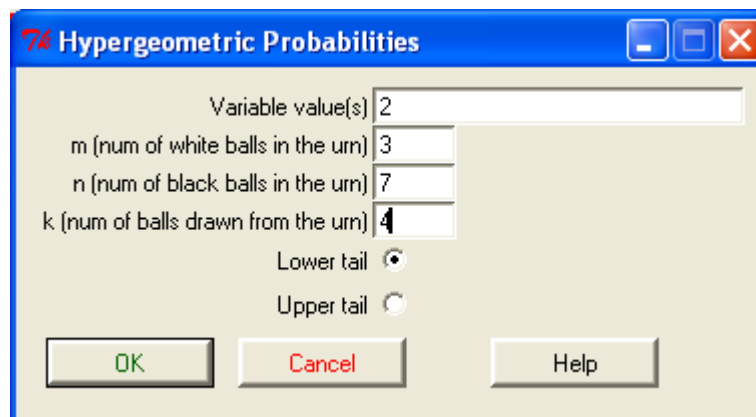 7% Hypergeometric Probabilities
Variable value(s) 2
m (num of white balls in the urn) 3
n (num of black balls in the urn) 7
k (num of balls drawn from the urn) 4
Lower tail
Upper tail
OK Cancel Help